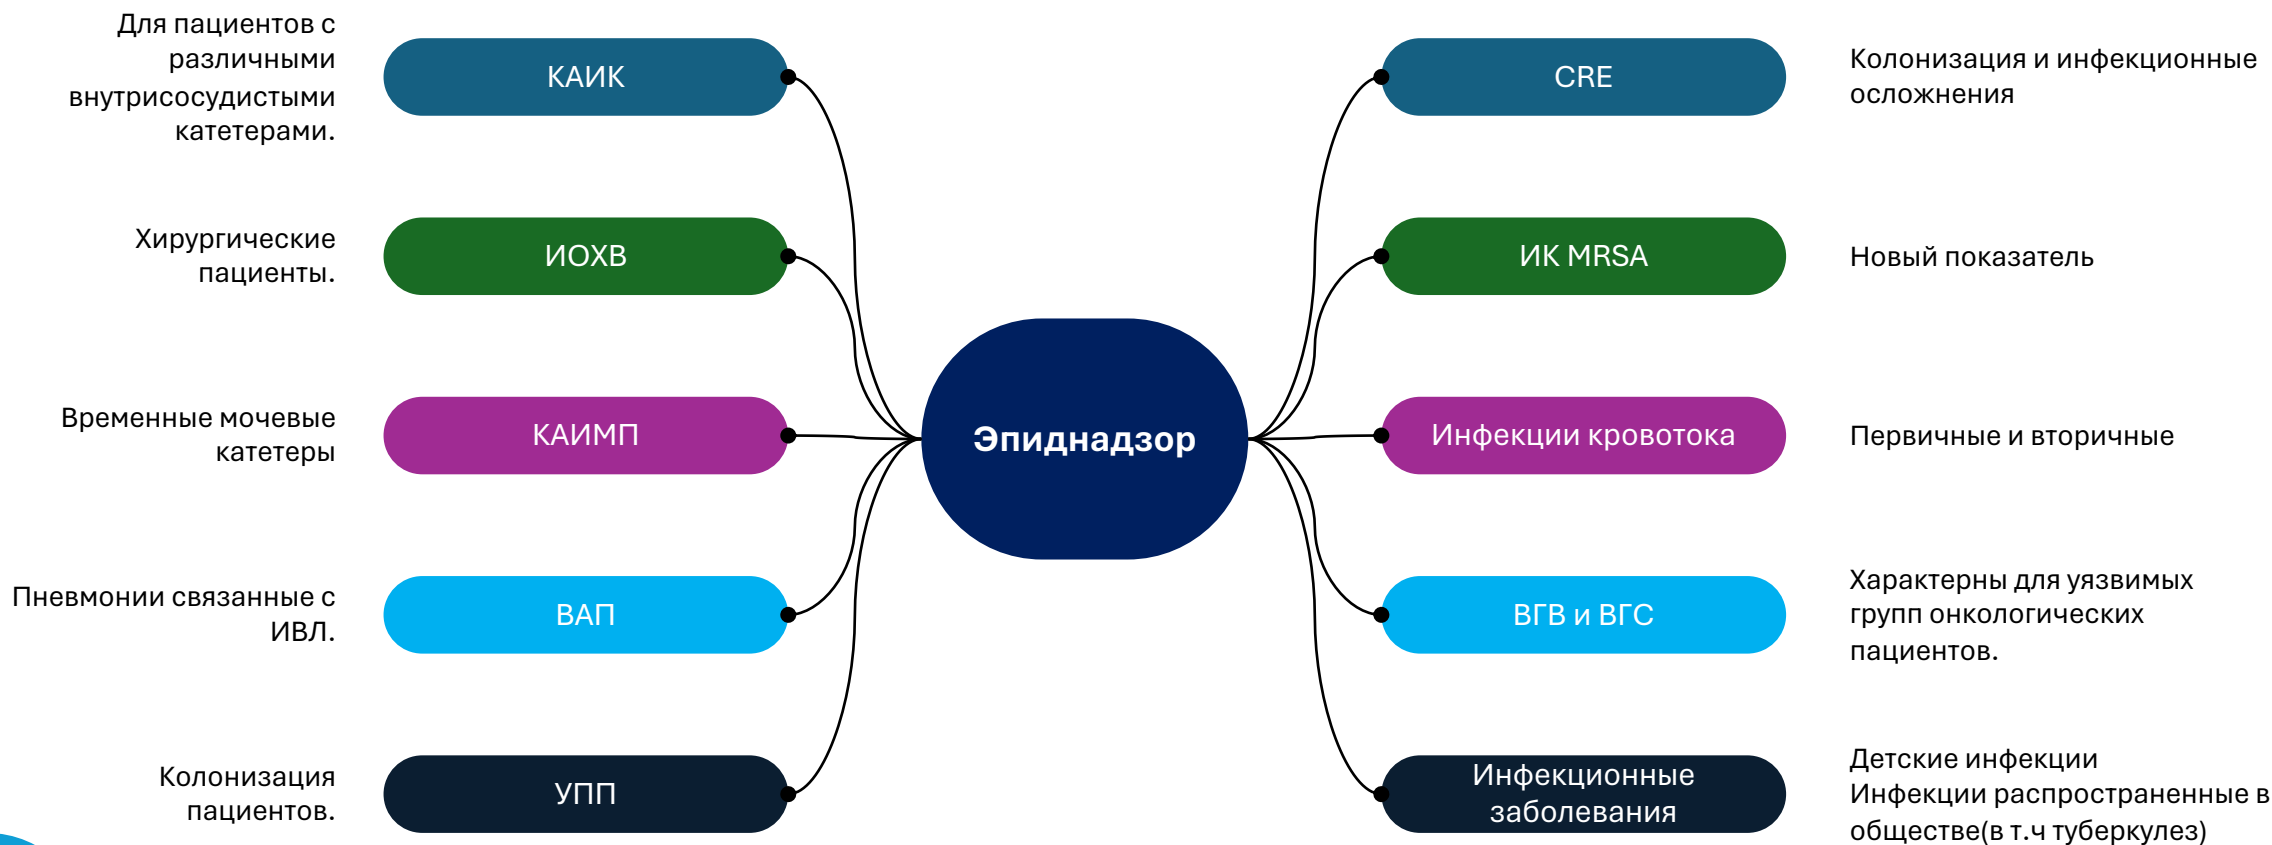 Для пациентов с
различными
внутрисосудистыми
катетерами.
КАИК
Хирургические
пациенты.
ИОХВ
Временные мочевые
катетеры
КАИМП
Пневмонии связанные с
ИВЛ.
ВАП
Колонизация
пациентов.
УПП
Эпиднадзор
CRE
Колонизация и инфекционные
осложнения
ИК MRSA
Новый показатель
Инфекции кровотока
Первичные и вторичные
ВГВ и ВГС
Характерны для уязвимых
групп онкологических
пациентов.
Инфекционные
заболевания
Детские инфекции
Инфекции распространенные в
обществе(в т.ч туберкулез)